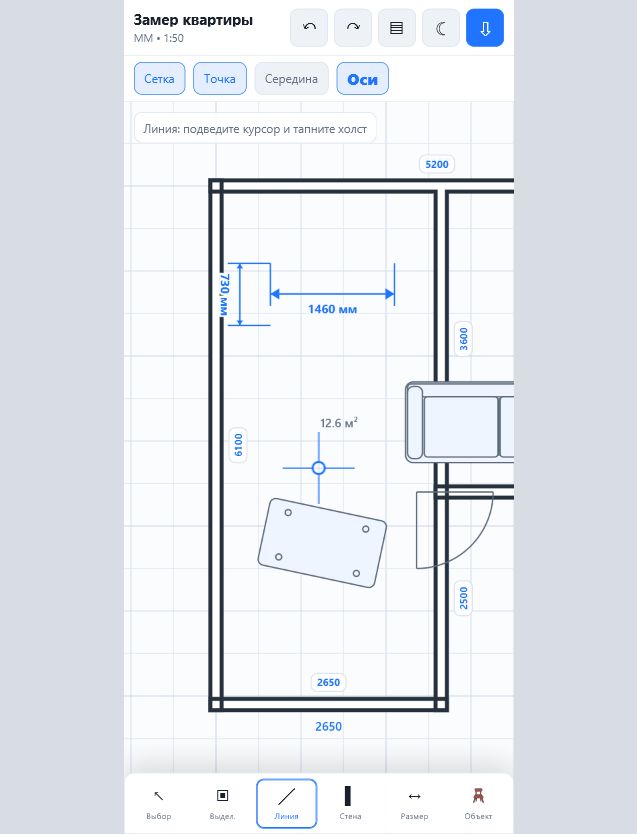 Замер квартиры
ММ • 1:50
Сетка
Точка
Середина
Оси
Линия: подведите курсор и тапните холст
5200
730 мм
1460 мм
3600
12.6 м²
6100
2500
2650
2650
Выбор
Выдел.
Линия
Стена
Размер
Объект